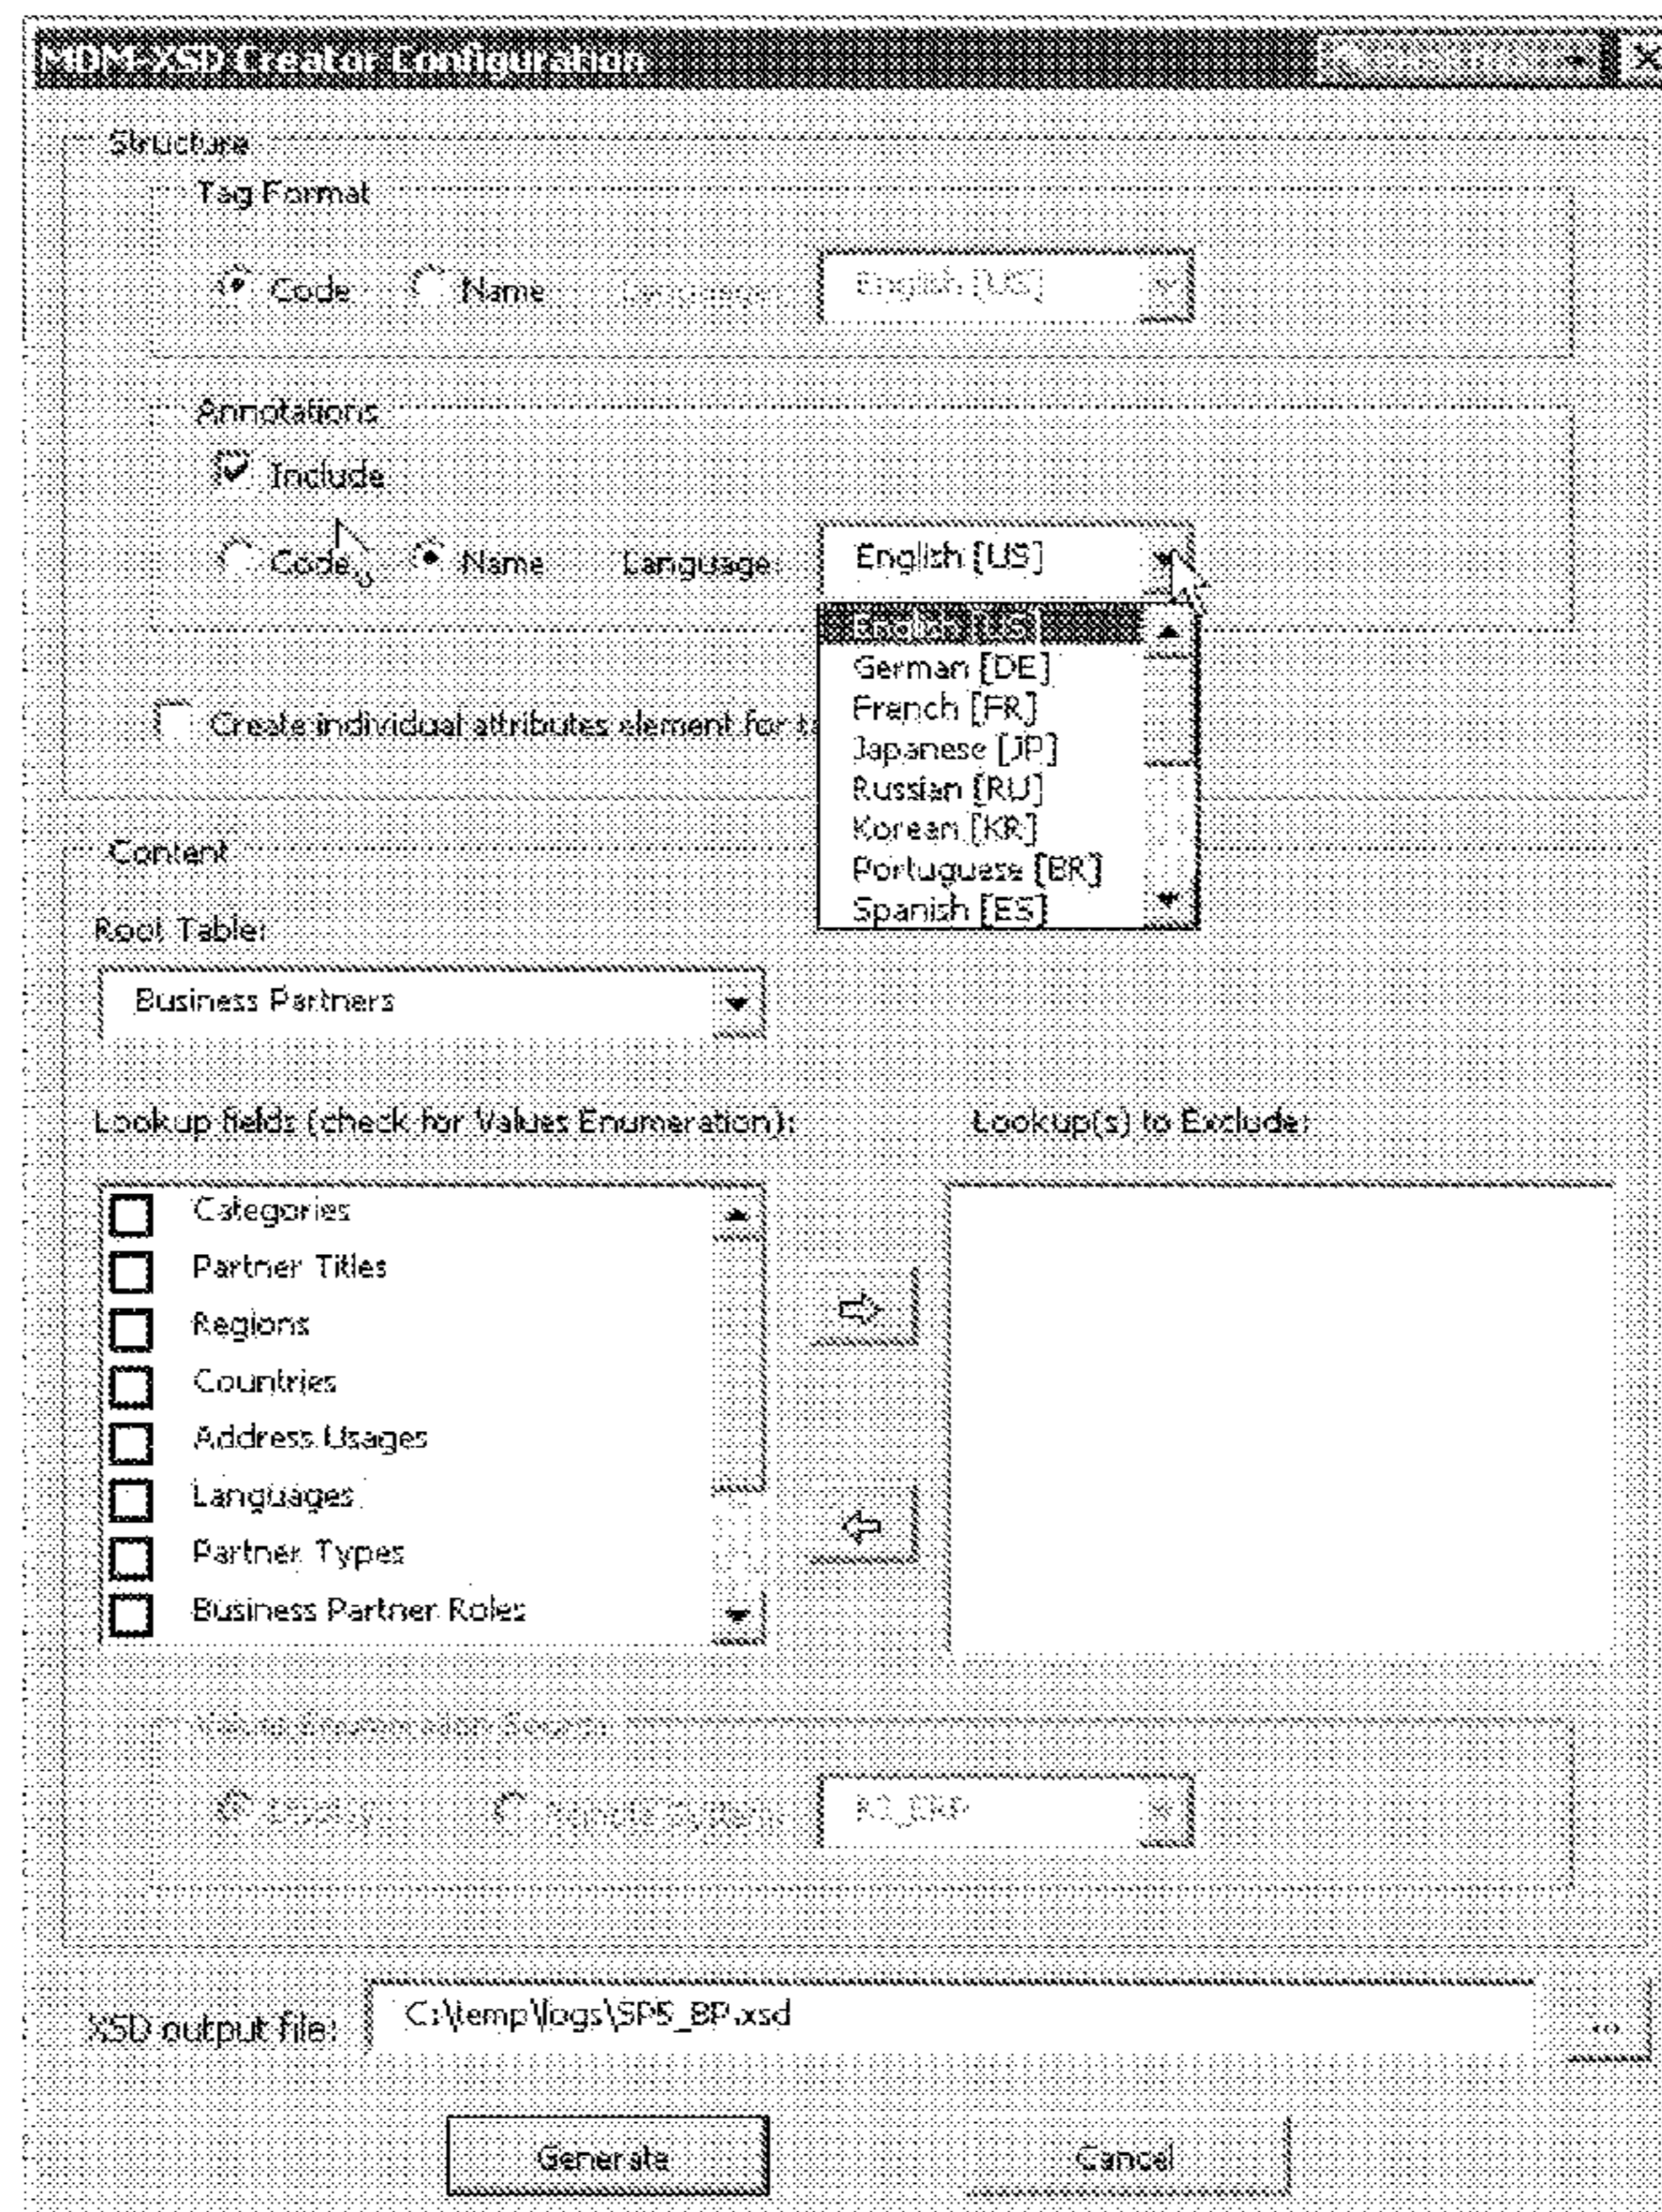 MDM-XSD Creator Configuration
Structure
Tag Format
Code Name Language English [US]
Annotations
Include
Code Name Language: English [US]
English [US]
German [DE]
French [FR]
Create individual attributes element for
Japanese [JP]
Russian [RU]
Korean [KR]
Portuguese [BR]
Spanish [ES]
Content
Root Table:
Business Partners
Lookup fields (check for Values Enumeration): Lookup(s) to Exclude:
Categories
Partner Titles
Regions
Countries
Address Usages
Languages
Partner Types
Business Partner Roles
XSD output file: C:\temp\logs\SP5_BP.xsd ...
Generate Cancel